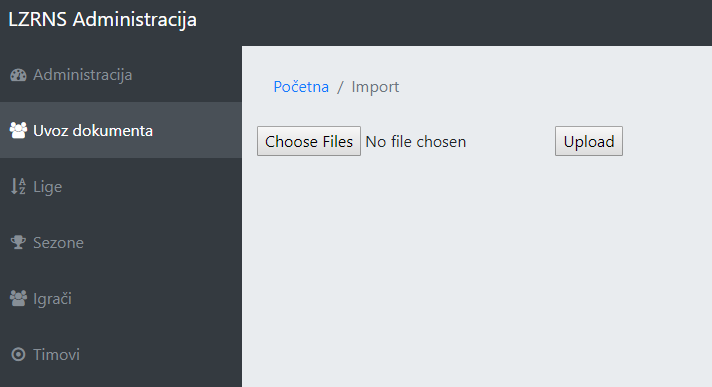 LZRNS Administracija
Administracija
Uvoz dokumenta
Lige
Sezone
Igrači
Timovi
Početna / Import
Choose Files No file chosen Upload